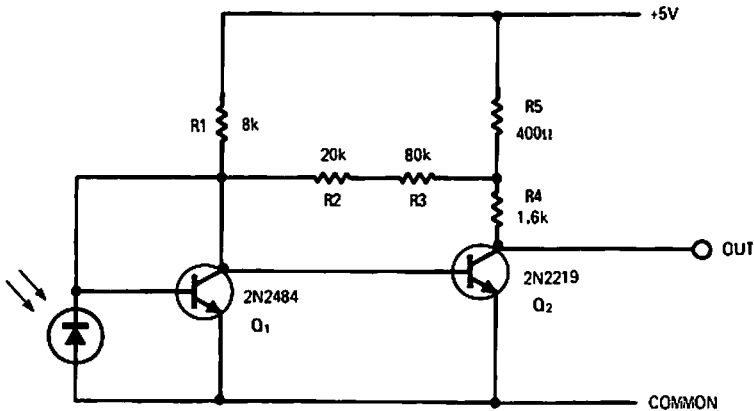 +5V
R1 8k
R5
400Ω
20k 80k
R2 R3
R4
1.6k
OUT
2N2484
Q1
2N2219
Q2
COMMON